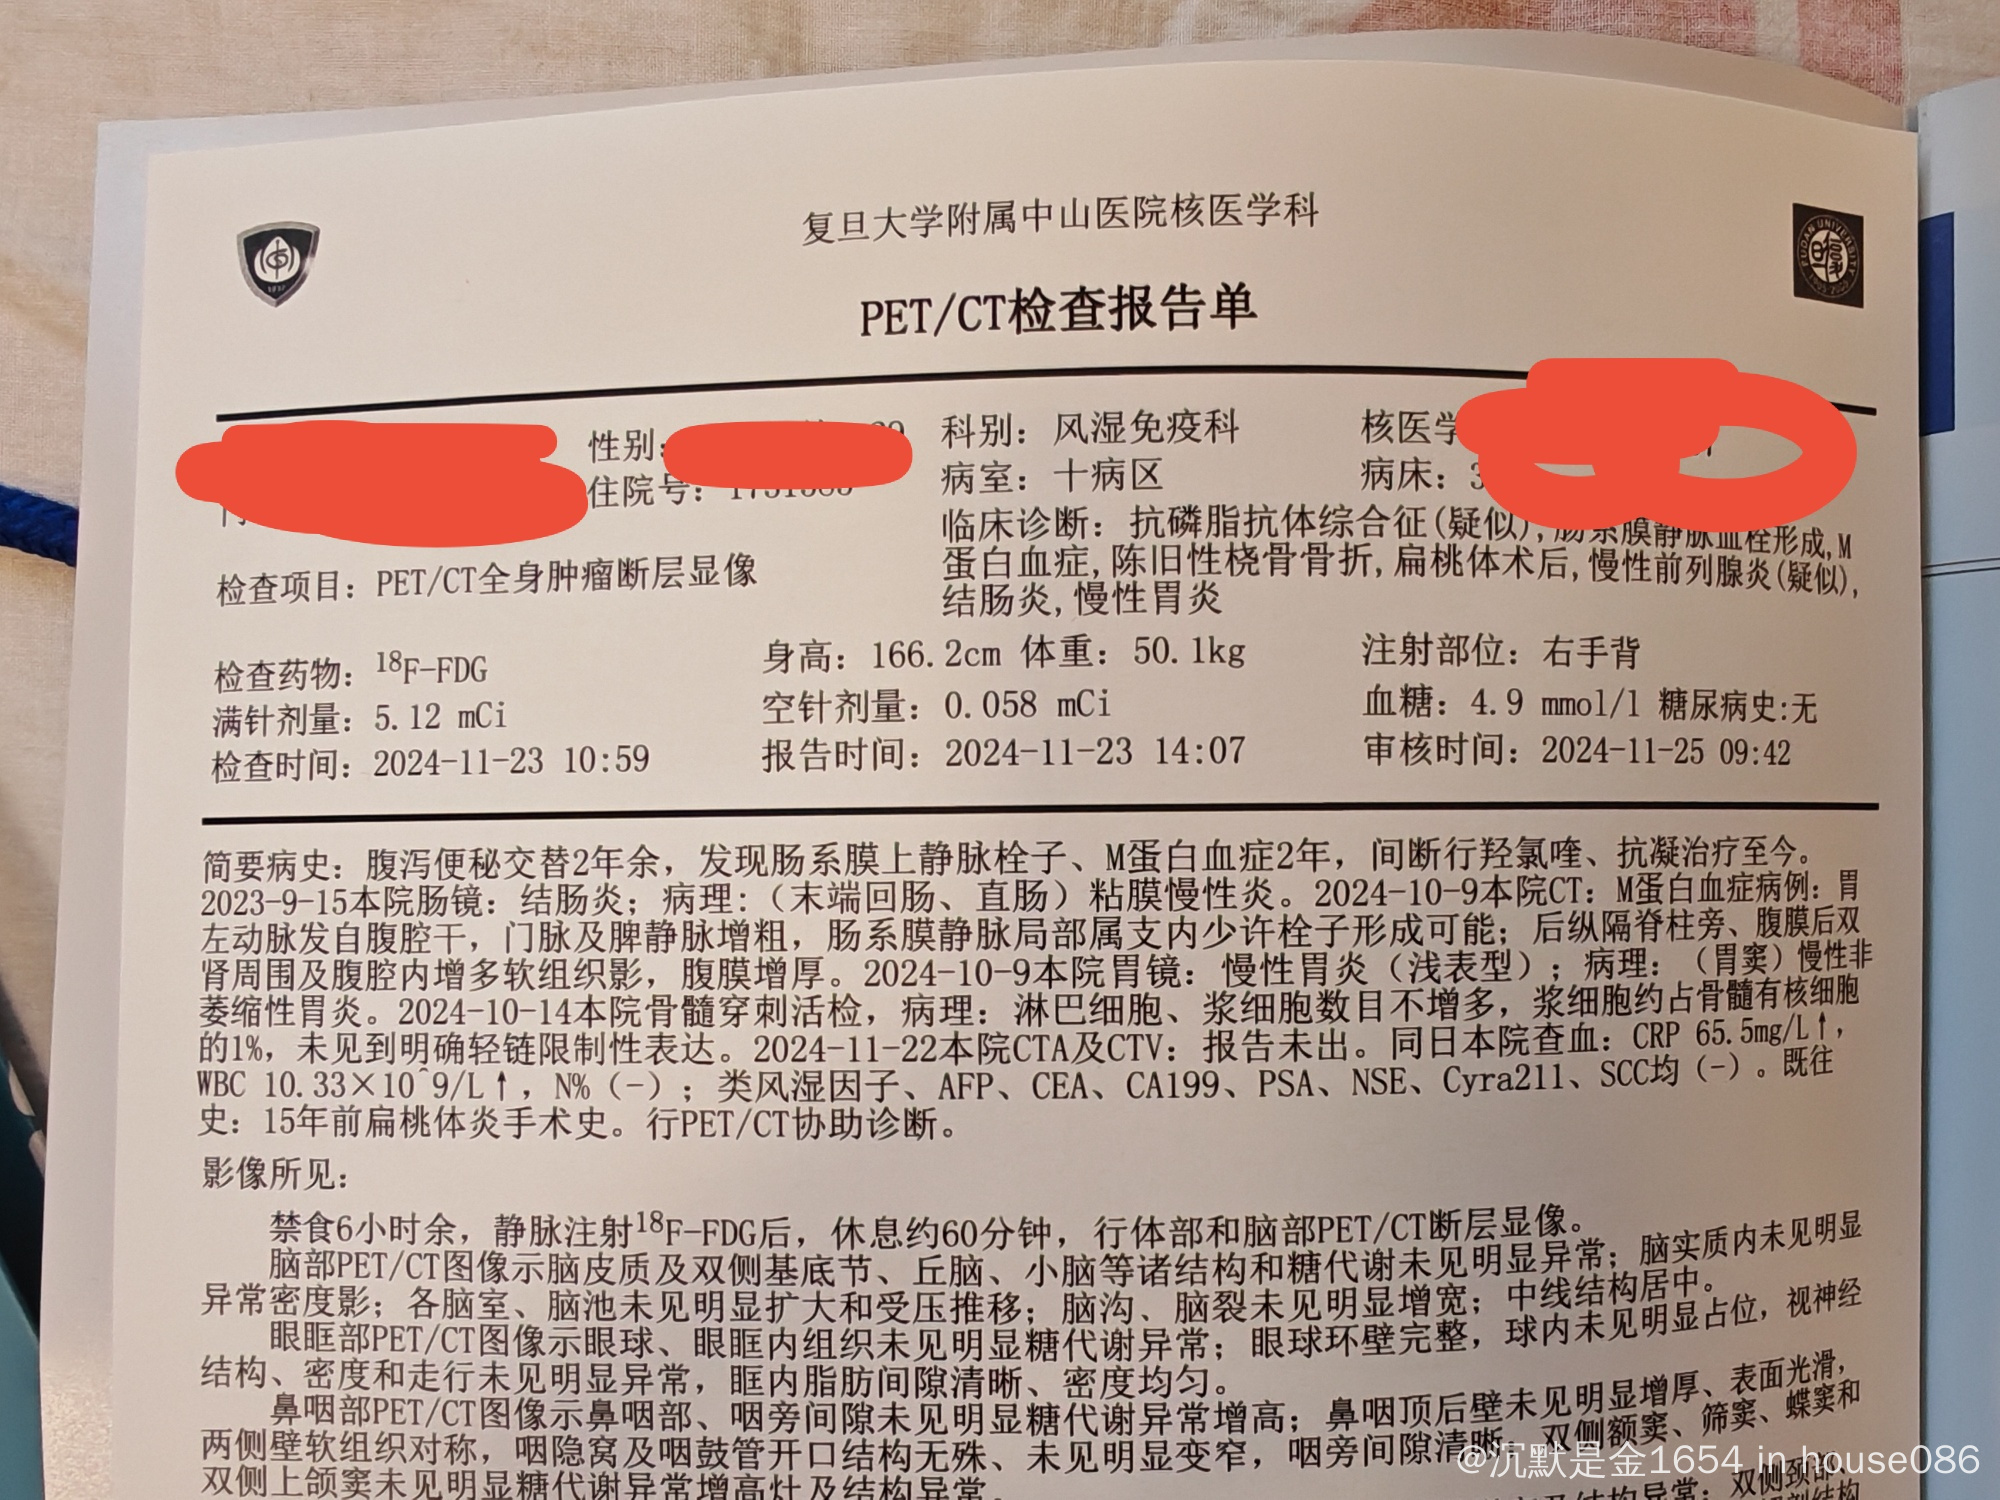 复旦大学附属中山医院核医学科
PET/CT检查报告单
性别: 科别: 风湿免疫科 核医学
住院号: 病室: 十病区 病床: 3
临床诊断: 抗磷脂抗体综合征(疑似),肠系膜静脉血栓形成,M
检查项目: PET/CT全身肿瘤断层显像
蛋白血症,陈旧性桡骨骨折,扁桃体术后,慢性前列腺炎(疑似),
结肠炎,慢性胃炎
检查药物: 18F-FDG 身高: 166.2cm 体重: 50.1kg 注射部位: 右手背
满针剂量: 5.12 mCi 空针剂量: 0.058 mCi 血糖: 4.9 mmol/l 糖尿病史:无
检查时间: 2024-11-23 10:59 报告时间: 2024-11-23 14:07 审核时间: 2024-11-25 09:42
简要病史: 腹泻便秘交替2年余, 发现肠系膜上静脉栓子、M蛋白血症2年, 间断行羟氯喹、抗凝治疗至今。
2023-9-15本院肠镜: 结肠炎; 病理: (末端回肠、直肠) 粘膜慢性炎。2024-10-9本院CT: M蛋白血症病例: 胃
左动脉发自腹腔干, 门脉及脾静脉增粗, 肠系膜静脉局部属支内少许栓子形成可能; 后纵隔脊柱旁、腹膜后双
肾周围及腹腔内增多软组织影, 腹膜增厚。2024-10-9本院胃镜: 慢性胃炎 (浅表型); 病理: (胃窦) 慢性非
萎缩性胃炎。2024-10-14本院骨髓穿刺活检, 病理: 淋巴细胞、浆细胞数目不增多, 浆细胞约占骨髓有核细胞
的1%, 未见到明确轻链限制性表达。2024-11-22本院CTA及CTV: 报告未出。同日本院查血: CRP 65.5mg/L↑,
WBC 10.33×10^9/L↑, N% (-); 类风湿因子、AFP、CEA、CA199、PSA、NSE、Cyra211、SCC均 (-)。既往
史: 15年前扁桃体炎手术史。行PET/CT协助诊断。
影像所见:
禁食6小时余, 静脉注射18F-FDG后, 休息约60分钟, 行体部和脑部PET/CT断层显像。
脑部PET/CT图像示脑皮质及双侧基底节、丘脑、小脑等诸结构和糖代谢未见明显异常; 脑实质内未见明显
异常密度影; 各脑室、脑池未见明显扩大和受压推移; 脑沟、脑裂未见明显增宽; 中线结构居中。
眼眶部PET/CT图像示眼球、眼眶内组织未见明显糖代谢异常; 眼球环壁完整, 球内未见明显占位, 视神经
结构、密度和走行未见明显异常, 眶内脂肪间隙清晰、密度均匀。
鼻咽部PET/CT图像示鼻咽部、咽旁间隙未见明显糖代谢异常增高; 鼻咽顶后壁未见明显增厚、表面光滑,
两侧壁软组织对称, 咽隐窝及咽鼓管开口结构无殊、未见明显变窄, 咽旁间隙清晰。双侧额窦、筛窦、蝶窦和
双侧上颌窦未见明显糖代谢异常增高灶及结构异常。
@沉默是金1654 in house086